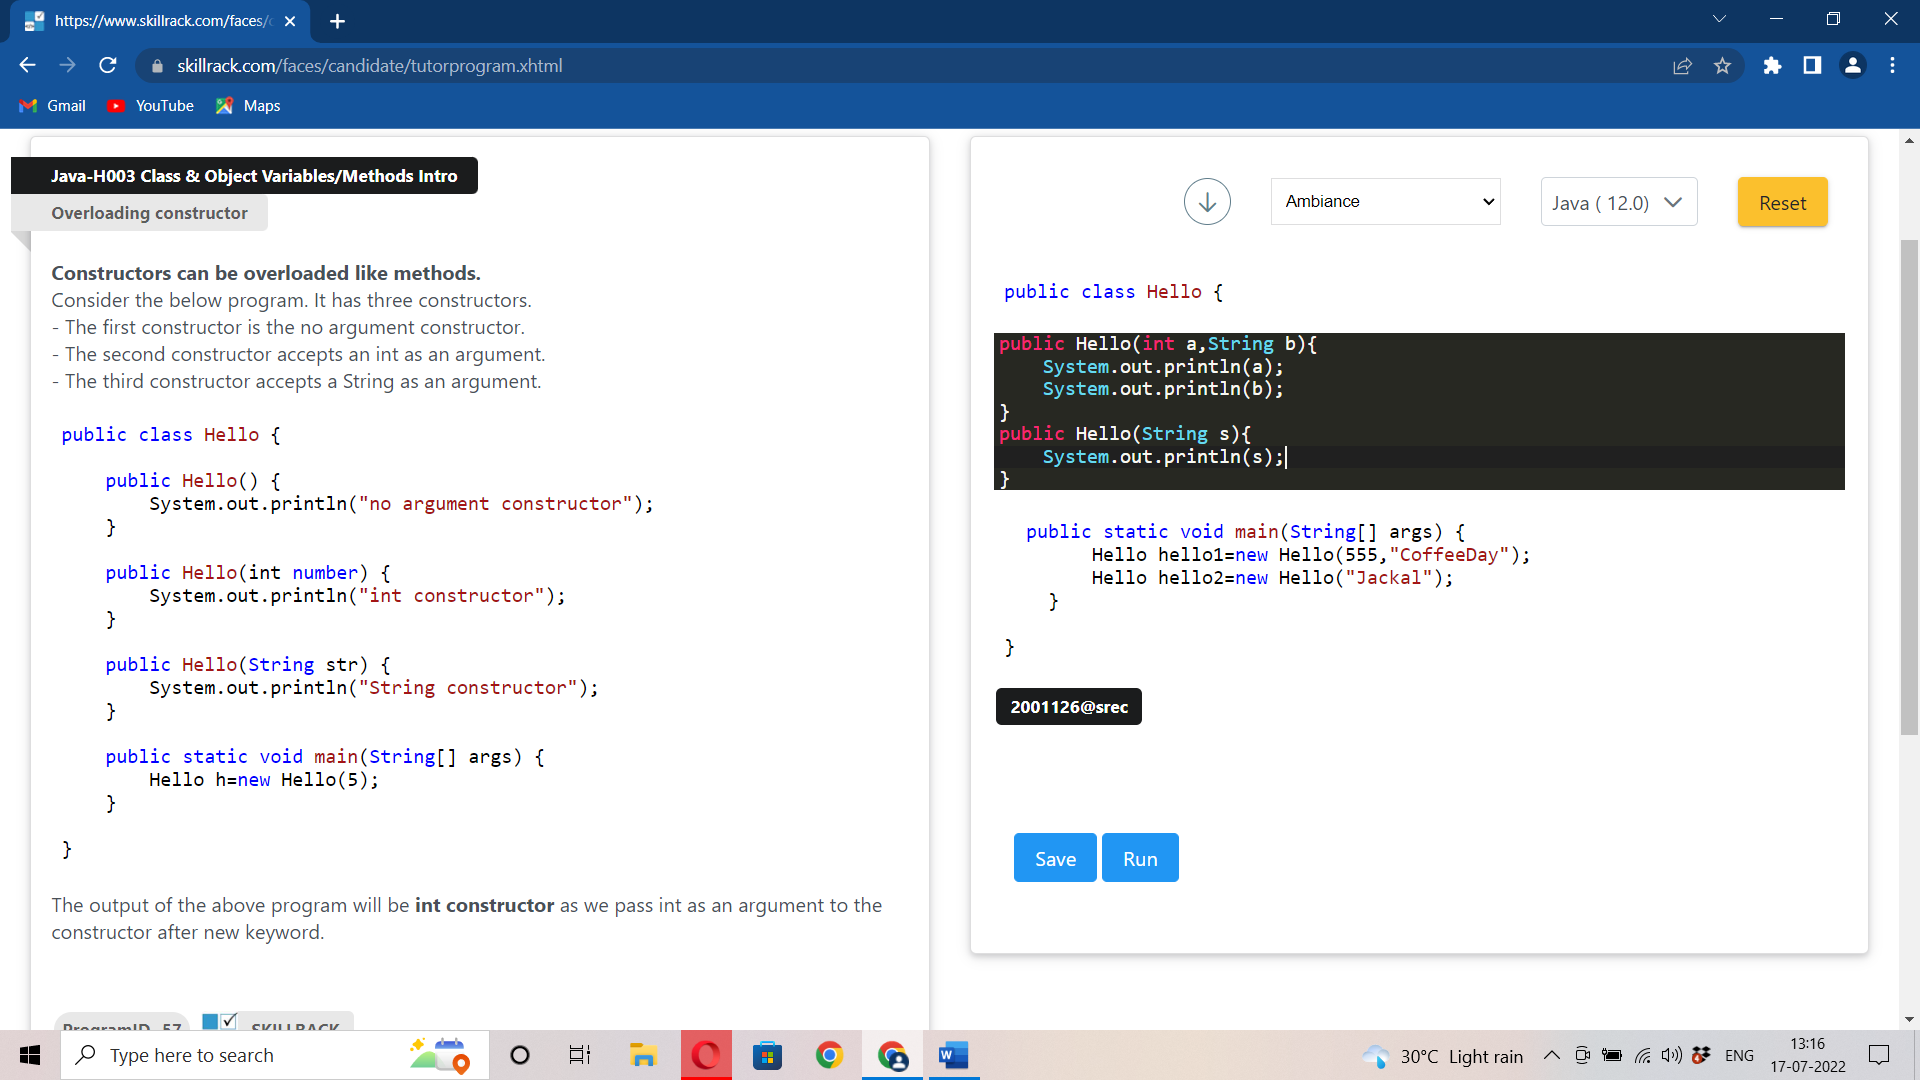 https://www.skillrack.com/faces/c
skillrack.com/faces/candidate/tutorprogram.xhtml
Gmail YouTube Maps
Java-H003 Class & Object Variables/Methods Intro
Overloading constructor
Constructors can be overloaded like methods.
Consider the below program. It has three constructors.
- The first constructor is the no argument constructor.
- The second constructor accepts an int as an argument.
- The third constructor accepts a String as an argument.
public class Hello {
public Hello() {
System.out.println("no argument constructor");
}
public Hello(int number) {
System.out.println("int constructor");
}
public Hello(String str) {
System.out.println("String constructor");
}
public static void main(String[] args) {
Hello h=new Hello(5);
}
}
The output of the above program will be int constructor as we pass int as an argument to the
constructor after new keyword.
ProgramID- 57 SKILLRACK
Ambiance
Java ( 12.0)
Reset
public class Hello {
public Hello(int a,String b){
System.out.println(a);
System.out.println(b);
}
public Hello(String s){
System.out.println(s);
}
public static void main(String[] args) {
Hello hello1=new Hello(555,"CoffeeDay");
Hello hello2=new Hello("Jackal");
}
}
2001126@srec
Save Run
Type here to search
30°C Light rain
ENG
13:16
17-07-2022